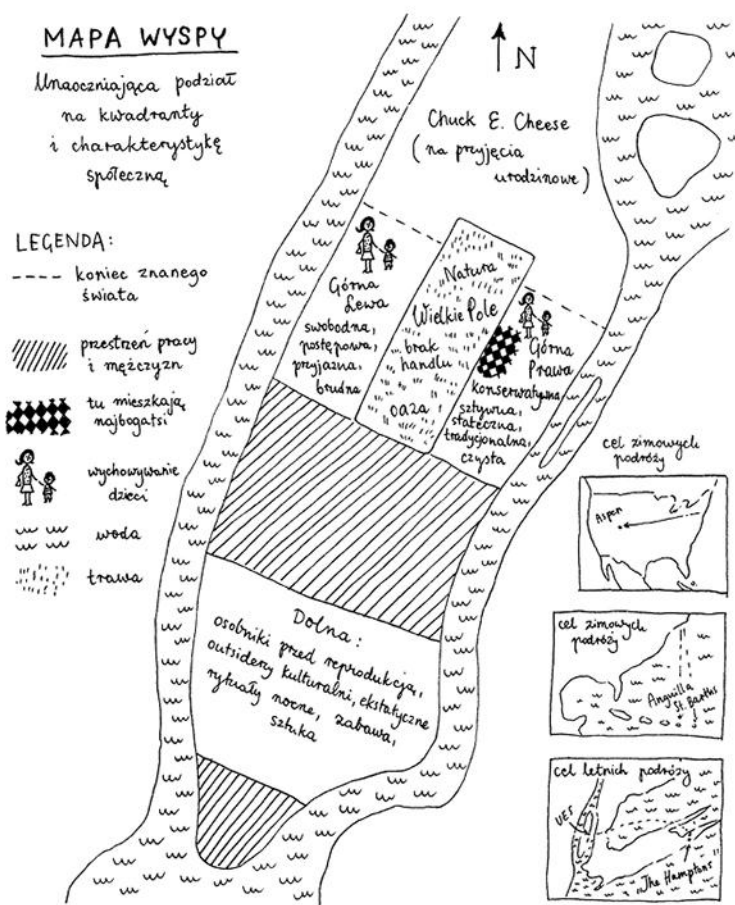 MAPA WYSPY
Unaoczniająca podział
na kwadranty
i charakterystykę
społeczną
N
Chuck E. Cheese
(na przyjęcia
urodzinowe)
LEGENDA:
koniec znanego
świata
przestrzeń pracy
i mężczyzn
tu mieszkają
najbogatsi
wychowywanie
dzieci
woda
trawa
Górna
Lewa
swobodna,
postępowa,
przyjazna,
brudna
Natura
Wielkie Pole
brak
handlu
oaza
Górna
Prawa
konserwatywna
sztywna,
stateczna,
tradycjonalna,
czysta
Dolna:
osobniki przed reprodukcją,
outsiderzy kulturalni, ekstatyczne
rytuały nocne, zabawa,
sztuka
cel zimowych
podróży
Aspen
cel zimowych
podróży
Anguilla
St. Barths
cel letnich podróży
UES
The Hamptons